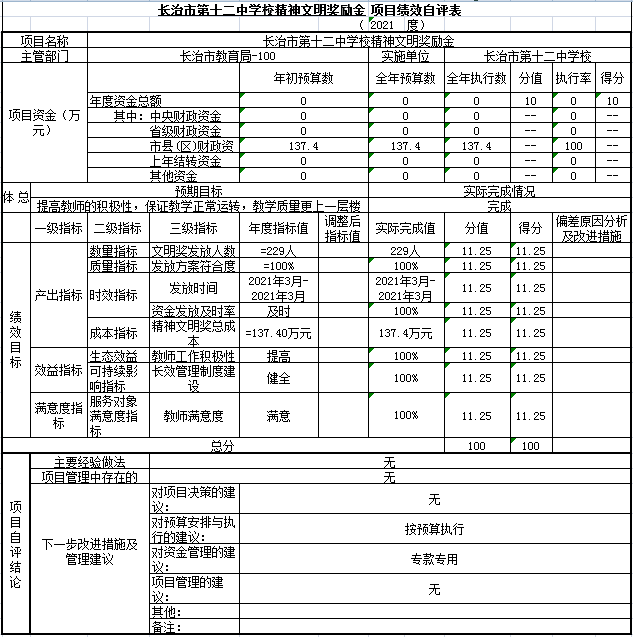 长治市第十二中学校精神文明奖励金 项目绩效自评表
（ 2021 度）
项目名称 长治市第十二中学校精神文明奖励金
主管部门 长治市教育局-100 实施单位 长治市第十二中学校
项目资金（万元） 年初预算数 全年预算数 全年执行数 分值 执行率 得分
年度资金总额 0 0 0 10 0 10
其中：中央财政资金 0 0 0 -- 0 --
省级财政资金 0 0 0 -- 0 --
市县(区)财政资 137.4 137.4 137.4 -- 100 --
上年结转资金 0 0 0 -- 0 --
其他资金 0 0 0 -- 0 --
体 总 预期目标 实际完成情况
提高教师的积极性，保证教学正常运转，教学质量更上一层楼 完成
绩效目标 一级指标 二级指标 三级指标 年度指标值 调整后指标值 实际完成值 分值 得分 偏差原因分析及改进措施
产出指标 数量指标 文明奖发放人数 =229人 229人 11.25 11.25
质量指标 发放方案符合度 =100% 100% 11.25 11.25
时效指标 发放时间 2021年3月-2021年3月 2021年3月-2021年3月 11.25 11.25
资金发放及时率 及时 100% 11.25 11.25
成本指标 精神文明奖总成本 =137.40万元 137.4万元 11.25 11.25
效益指标 生态效益 教师工作积极性 提高 100% 11.25 11.25
可持续影响指标 长效管理制度建设 健全 100% 11.25 11.25
满意度指标 服务对象满意度指标 教师满意度 满意 100% 11.25 11.25
总分 100 100
项目自评结论 主要经验做法 无
项目管理中存在的 无
下一步改进措施及管理建议 对项目决策的建议： 无
对预算安排与执行的建议： 按预算执行
对资金管理的建议： 专款专用
项目管理的建议： 无
其他：
备注：